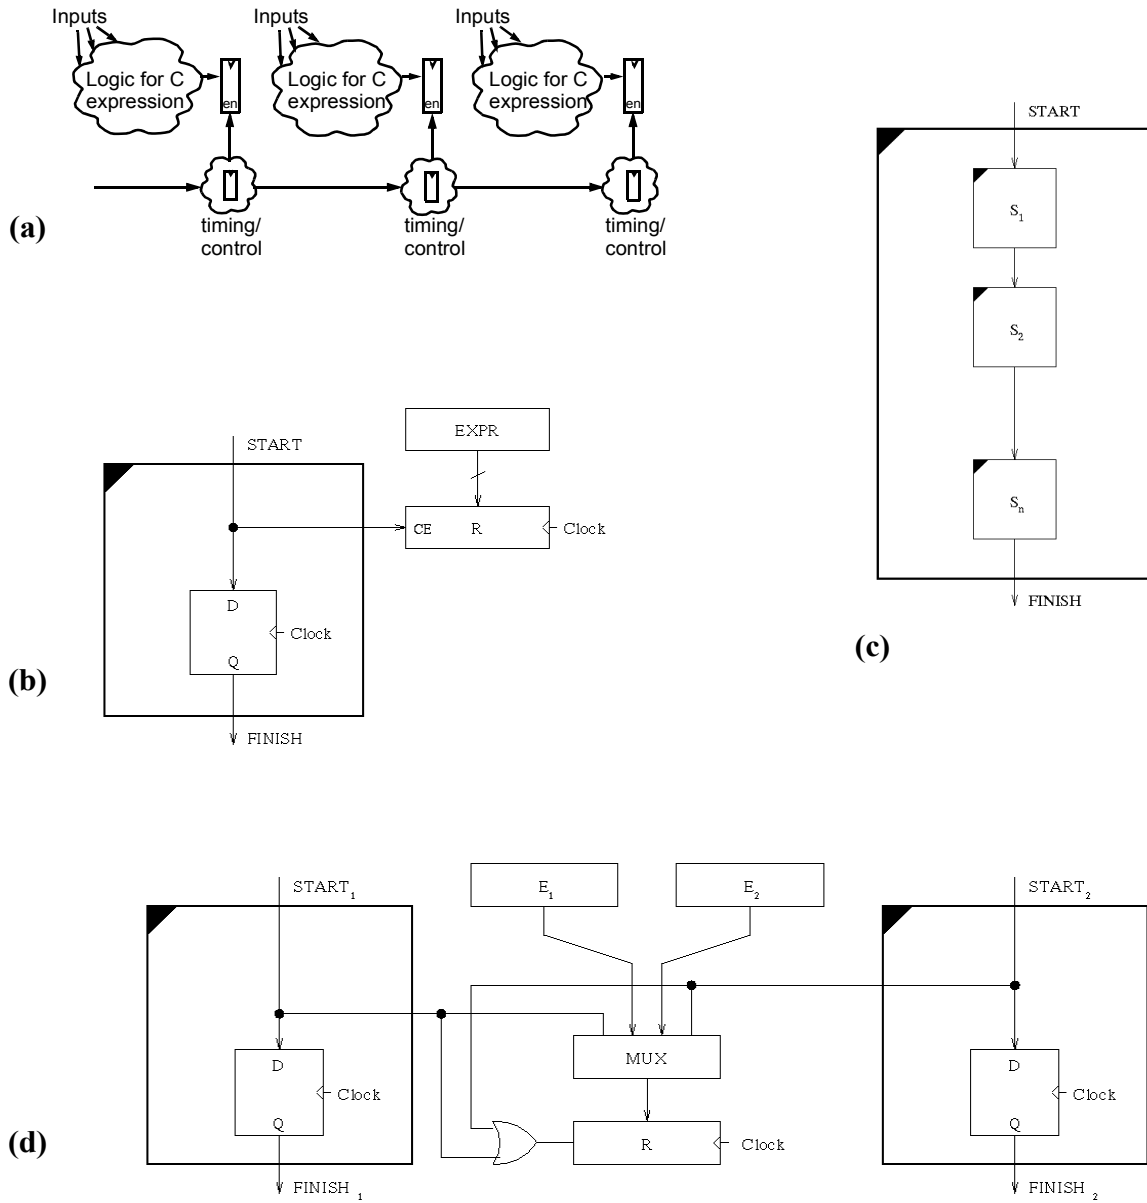 Inputs
Inputs
Inputs
Logic for C
expression
en
Logic for C
expression
en
Logic for C
expression
en
timing/
control
timing/
control
timing/
control
(a)
START
S1
S2
Sn
FINISH
(c)
START
EXPR
CE R
Clock
D
Clock
Q
FINISH
(b)
START1
E1
E2
START2
MUX
D
Clock
Q
R
Clock
D
Clock
Q
FINISH1
FINISH2
(d)